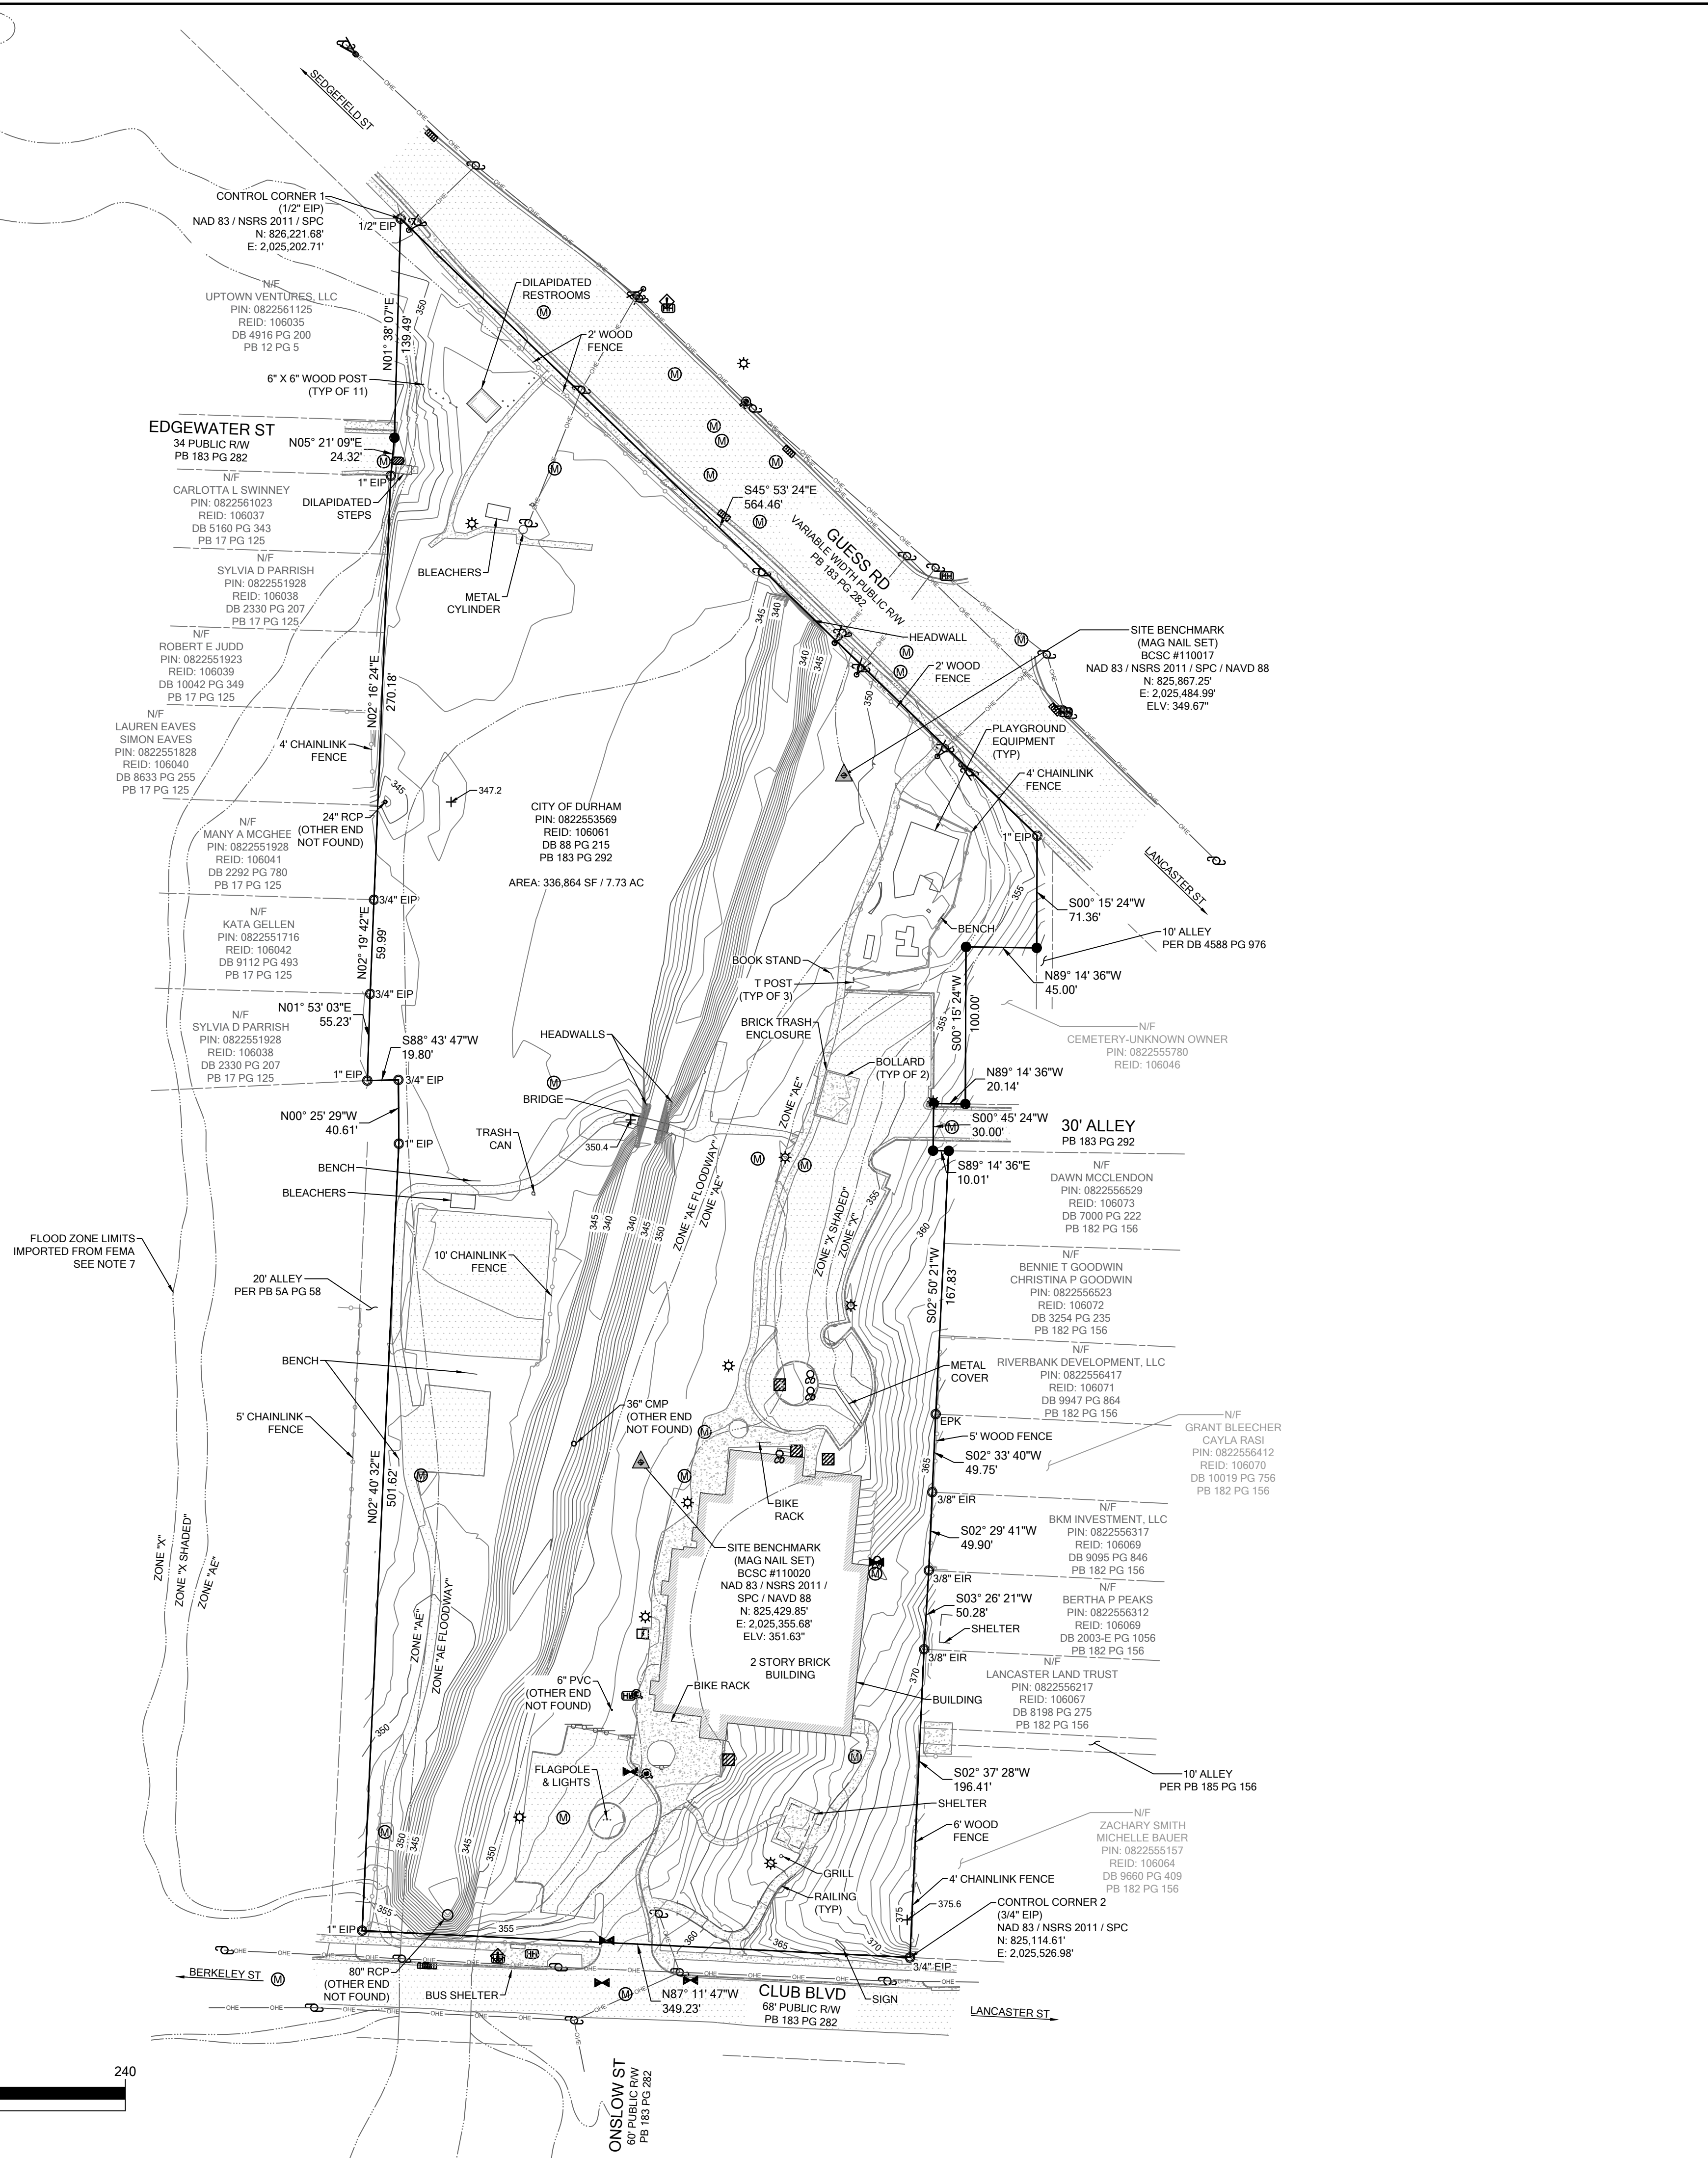 SEDGEFIELD ST
CONTROL CORNER 1
(1/2" EIP)
NAD 83 / NSRS 2011 / SPC
N: 826,221.68'
E: 2,025,202.71'
1/2" EIP
N/F
UPTOWN VENTURES, LLC
PIN: 0822561125
REID: 106035
DB 4916 PG 200
PB 12 PG 5
N01° 38' 07"E
139.49'
350
DILAPIDATED
RESTROOMS
2' WOOD
FENCE
6" X 6" WOOD POST
(TYP OF 11)
EDGEWATER ST
34 PUBLIC R/W
PB 183 PG 282
N05° 21' 09"E
24.32'
1" EIP
DILAPIDATED
STEPS
N/F
CARLOTTA L SWINNEY
PIN: 0822561023
REID: 106037
DB 5160 PG 343
PB 17 PG 125
N/F
SYLVIA D PARRISH
PIN: 0822551928
REID: 106038
DB 2330 PG 207
PB 17 PG 125
BLEACHERS
METAL
CYLINDER
S45° 53' 24"E
564.46'
GUESS RD
VARIABLE WIDTH PUBLIC R/W
PB 183 PG 282
N/F
ROBERT E JUDD
PIN: 0822551923
REID: 106039
DB 10042 PG 349
PB 17 PG 125
N02° 16' 24"E
270.18'
345
340
340
345
HEADWALL
2' WOOD
FENCE
350
SITE BENCHMARK
(MAG NAIL SET)
BCSC #110017
NAD 83 / NSRS 2011 / SPC / NAVD 88
N: 825,867.25'
E: 2,025,484.99'
ELV: 349.67"
N/F
LAUREN EAVES
SIMON EAVES
PIN: 0822551828
REID: 106040
DB 8633 PG 255
PB 17 PG 125
4' CHAINLINK
FENCE
345
347.2
24" RCP
(OTHER END
NOT FOUND)
PLAYGROUND
EQUIPMENT
(TYP)
4' CHAINLINK
FENCE
CITY OF DURHAM
PIN: 0822553569
REID: 106061
DB 88 PG 215
PB 183 PG 292
AREA: 336,864 SF / 7.73 AC
N/F
MANY A MCGHEE
PIN: 0822551928
REID: 106041
DB 2292 PG 780
PB 17 PG 125
1" EIP
LANCASTER ST
355
S00° 15' 24"W
71.36'
10' ALLEY
PER DB 4588 PG 976
3/4" EIP
N/F
KATA GELLEN
PIN: 0822551716
REID: 106042
DB 9112 PG 493
PB 17 PG 125
N02° 19' 42"E
59.99'
BENCH
BOOK STAND
T POST
(TYP OF 3)
N89° 14' 36"W
45.00'
S00° 15' 24"W
100.00'
355
3/4" EIP
N01° 53' 03"E
55.23'
N/F
SYLVIA D PARRISH
PIN: 0822551928
REID: 106038
DB 2330 PG 207
PB 17 PG 125
S88° 43' 47"W
19.80'
1" EIP
3/4" EIP
HEADWALLS
BRICK TRASH
ENCLOSURE
BOLLARD
(TYP OF 2)
N/F
CEMETERY-UNKNOWN OWNER
PIN: 0822555780
REID: 106046
N89° 14' 36"W
20.14'
N00° 25' 29"W
40.61'
1" EIP
BRIDGE
350.4
TRASH
CAN
ZONE "AE"
S00° 45' 24"W
30.00'
30' ALLEY
PB 183 PG 292
BENCH
BLEACHERS
S89° 14' 36"E
10.01'
N/F
DAWN MCCLENDON
PIN: 0822556529
REID: 106073
DB 7000 PG 222
PB 182 PG 156
345
340
340
345
350
ZONE "AE FLOODWAY"
ZONE "AE"
ZONE "X SHADED"
ZONE "X"
355
360
FLOOD ZONE LIMITS
IMPORTED FROM FEMA
SEE NOTE 7
10' CHAINLINK
FENCE
20' ALLEY
PER PB 5A PG 58
S02° 50' 21"W
167.83'
N/F
BENNIE T GOODWIN
CHRISTINA P GOODWIN
PIN: 0822556523
REID: 106072
DB 3254 PG 235
PB 182 PG 156
BENCH
METAL
COVER
N/F
RIVERBANK DEVELOPMENT, LLC
PIN: 0822556417
REID: 106071
DB 9947 PG 864
PB 182 PG 156
5' CHAINLINK
FENCE
36" CMP
(OTHER END
NOT FOUND)
EPK
5' WOOD FENCE
S02° 33' 40"W
49.75'
365
N/F
GRANT BLEECHER
CAYLA RASI
PIN: 0822556412
REID: 106070
DB 10019 PG 756
PB 182 PG 156
N02° 40' 32"E
501.62'
BIKE
RACK
3/8" EIR
S02° 29' 41"W
49.90'
N/F
BKM INVESTMENT, LLC
PIN: 0822556317
REID: 106069
DB 9095 PG 846
PB 182 PG 156
ZONE "X"
ZONE "X SHADED"
ZONE "AE"
SITE BENCHMARK
(MAG NAIL SET)
BCSC #110020
NAD 83 / NSRS 2011 /
SPC / NAVD 88
N: 825,429.85'
E: 2,025,355.68'
ELV: 351.63"
2 STORY BRICK
BUILDING
3/8" EIR
S03° 26' 21"W
50.28'
SHELTER
N/F
BERTHA P PEAKS
PIN: 0822556312
REID: 106069
DB 2003-E PG 1056
PB 182 PG 156
ZONE "AE"
ZONE "AE FLOODWAY"
3/8" EIR
370
N/F
LANCASTER LAND TRUST
PIN: 0822556217
REID: 106067
DB 8198 PG 275
PB 182 PG 156
6" PVC
(OTHER END
NOT FOUND)
BIKE RACK
BUILDING
350
FLAGPOLE
& LIGHTS
S02° 37' 28"W
196.41'
10' ALLEY
PER PB 185 PG 156
SHELTER
6' WOOD
FENCE
N/F
ZACHARY SMITH
MICHELLE BAUER
PIN: 0822555157
REID: 106064
DB 9660 PG 409
PB 182 PG 156
350
345
345
350
GRILL
RAILING
(TYP)
4' CHAINLINK FENCE
375
375.6
CONTROL CORNER 2
(3/4" EIP)
NAD 83 / NSRS 2011 / SPC
N: 825,114.61'
E: 2,025,526.98'
355
1" EIP
355
360
365
370
3/4" EIP
BERKELEY ST
80" RCP
(OTHER END
NOT FOUND)
BUS SHELTER
N87° 11' 47"W
349.23'
CLUB BLVD
68' PUBLIC R/W
PB 183 PG 282
SIGN
LANCASTER ST
ONSLOW ST
60' PUBLIC R/W
PB 183 PG 282
240